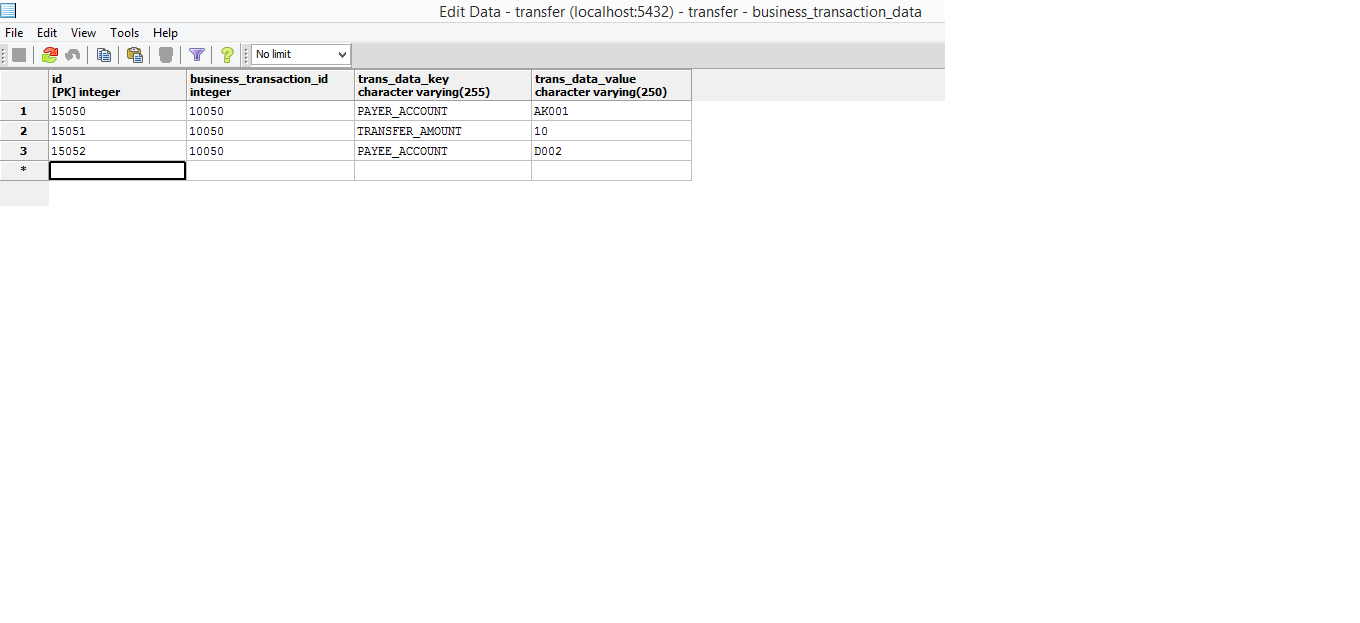 Edit Data - transfer (localhost:5432) - transfer - business_transaction_data
File Edit View Tools Help
No limit
id business_transaction_id trans_data_key trans_data_value
[PK] integer integer character varying(255) character varying(250)
1 15050 10050 PAYER_ACCOUNT AK001
2 15051 10050 TRANSFER_AMOUNT 10
3 15052 10050 PAYEE_ACCOUNT D002
*